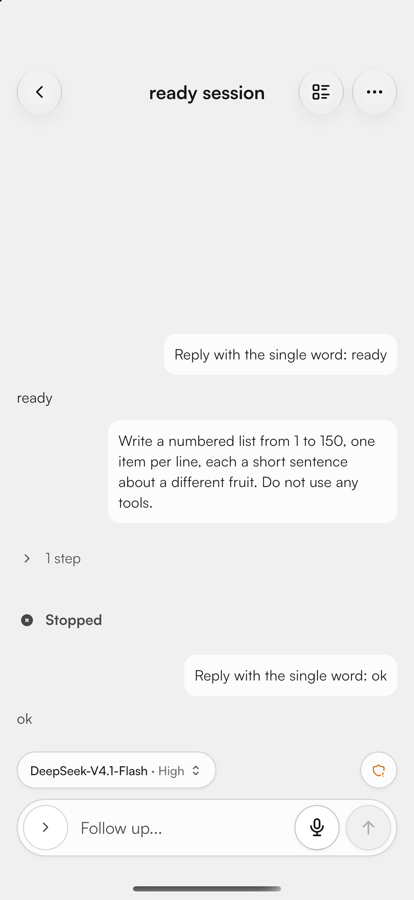 ready session
Reply with the single word: ready
ready
Write a numbered list from 1 to 150, one
item per line, each a short sentence
about a different fruit. Do not use any
tools.
1 step
Stopped
Reply with the single word: ok
ok
DeepSeek-V4.1-Flash · High
Follow up...